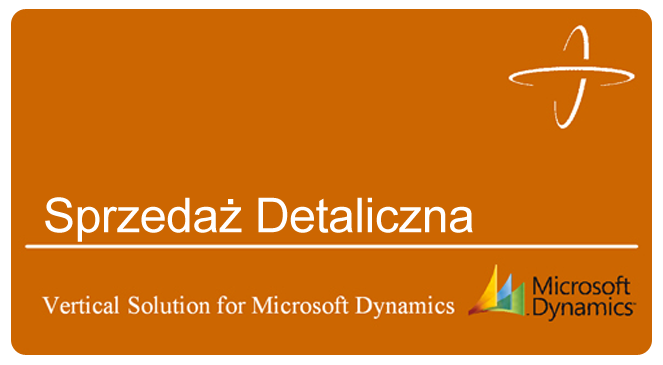 Sprzedaż Detaliczna
Vertical Solution for Microsoft Dynamics
Microsoft
Dynamics